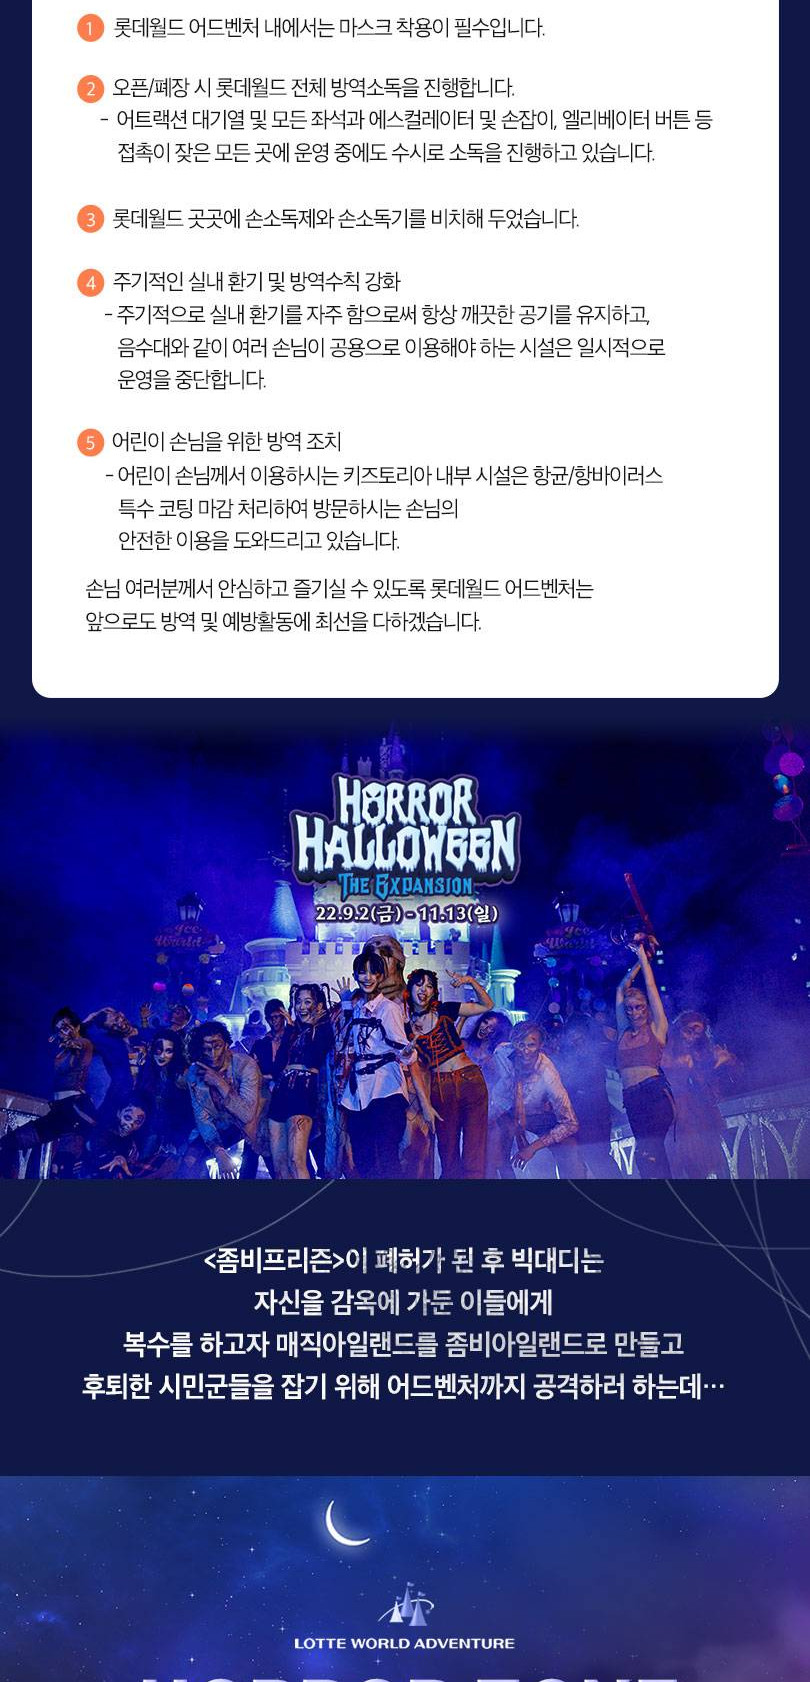 1 롯데월드 어드벤처 내에서는 마스크 착용이 필수입니다.
2 오픈/폐장 시 롯데월드 전체 방역소독을 진행합니다.
- 어트랙션 대기열 및 모든 좌석과 에스컬레이터 및 손잡이, 엘리베이터 버튼 등
접촉이 잦은 모든 곳에 운영 중에도 수시로 소독을 진행하고 있습니다.
3 롯데월드 곳곳에 손소독제와 손소독기를 비치해 두었습니다.
4 주기적인 실내 환기 및 방역수칙 강화
- 주기적으로 실내 환기를 자주 함으로써 항상 깨끗한 공기를 유지하고,
음수대와 같이 여러 손님이 공용으로 이용해야 하는 시설은 일시적으로
운영을 중단합니다.
5 어린이 손님을 위한 방역 조치
- 어린이 손님께서 이용하시는 키즈토리아 내부 시설은 항균/항바이러스
특수 코팅 마감 처리하여 방문하시는 손님의
안전한 이용을 도와드리고 있습니다.
손님 여러분께서 안심하고 즐기실 수 있도록 롯데월드 어드벤처는
앞으로도 방역 및 예방활동에 최선을 다하겠습니다.
HORROR
HALLOWEEN
THE EXPANSION
22.9.2(금) - 11.13(일)
Ice World
Ice World
<좀비프리즌>이 폐허가 된 후 빅대디는
자신을 감옥에 가둔 이들에게
복수를 하고자 매직아일랜드를 좀비아일랜드로 만들고
후퇴한 시민군들을 잡기 위해 어드벤처까지 공격하러 하는데…
LOTTE WORLD ADVENTURE
HORROR ZONE